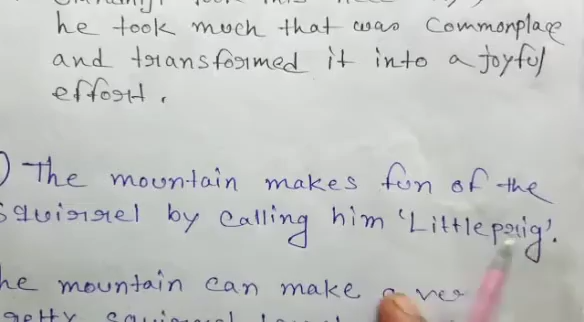 he took much that was commonplace
and transformed it into a joyful
effort.
The mountain makes fun of the
squirrel by calling him 'Little prig'.
he mountain can make a ver